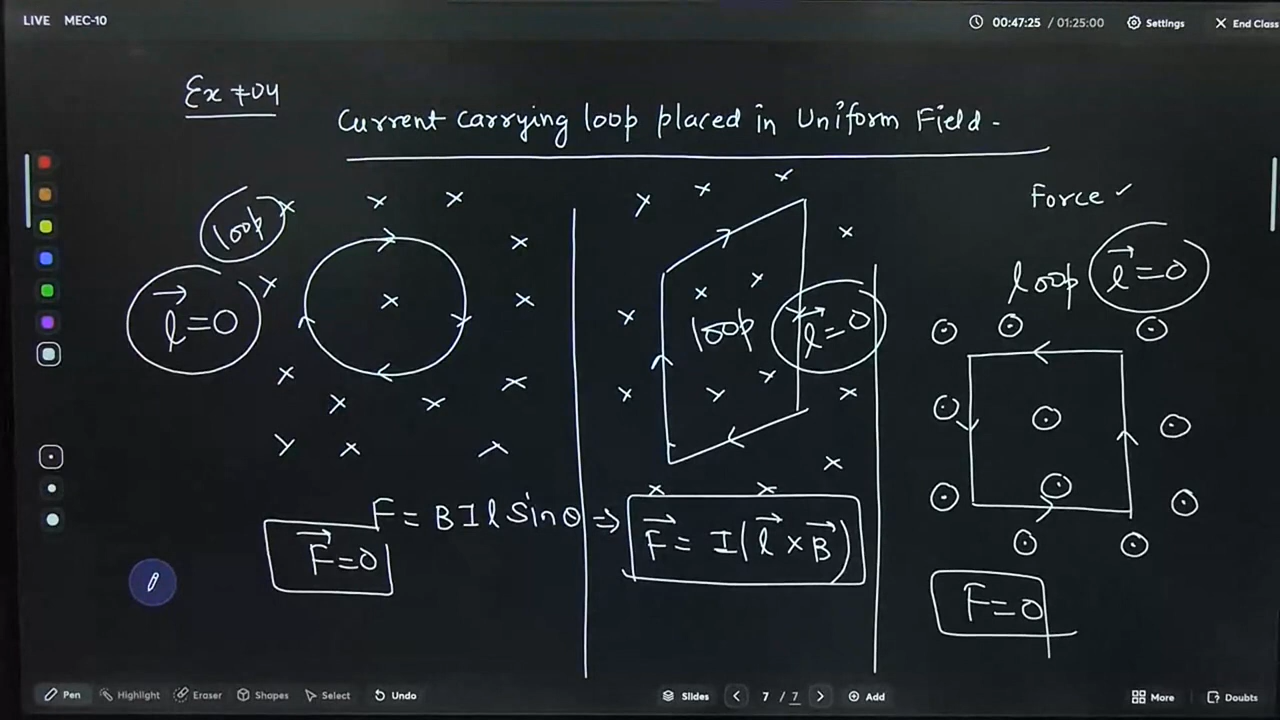 LIVE MEC-10
00:47:25 / 01:25:00 Settings End Class
Ex → 04
Current carrying loop placed in Uniform Field -
Force ✓
loop
l⃗=0
loop
l⃗=0
loop l⃗=0
F = BIl Sinθ ⇒ F⃗ = I(l⃗ × B⃗)
F⃗=0
F=0
Pen Highlight Eraser Shapes Select Undo Slides 7 / 7 Add More Doubts